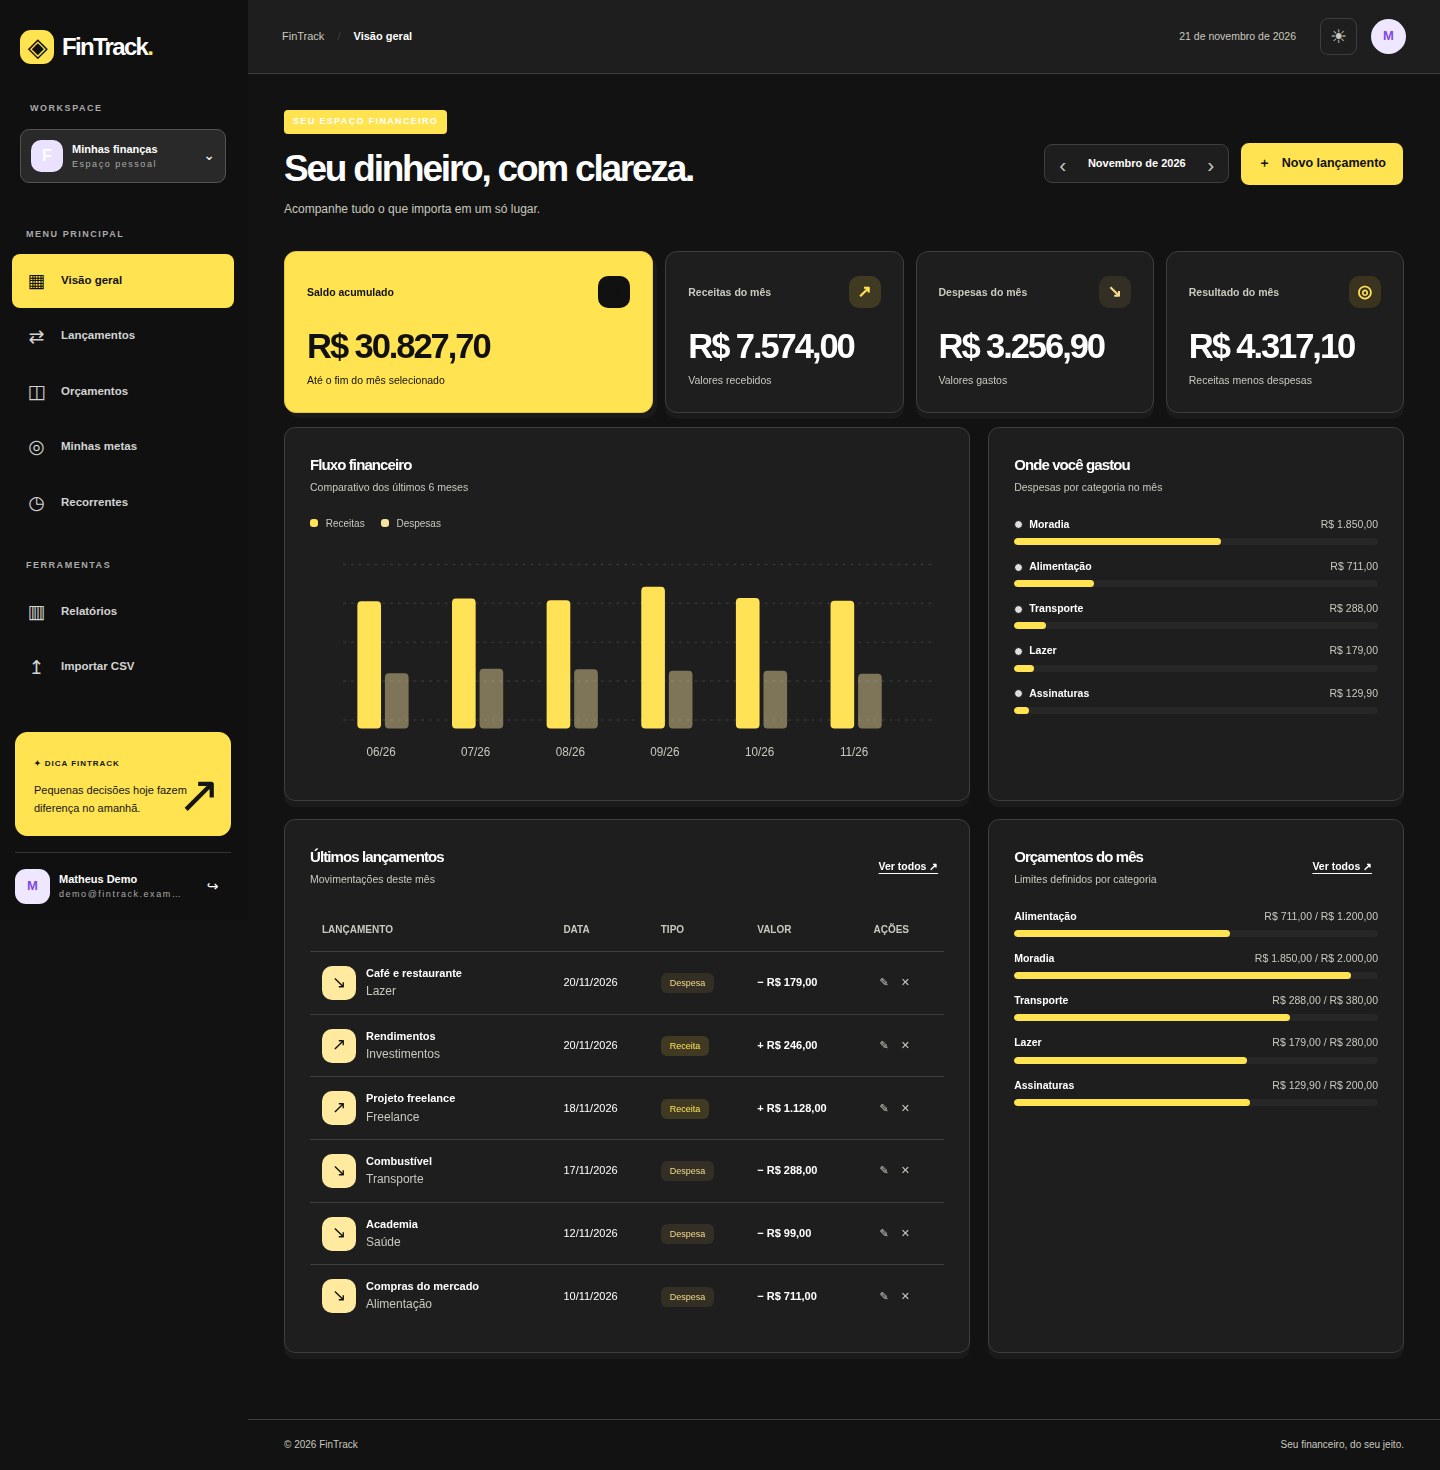 FinTrack.
WORKSPACE
F
Minhas finanças
Espaço pessoal
MENU PRINCIPAL
Visão geral
Lançamentos
Orçamentos
Minhas metas
Recorrentes
FERRAMENTAS
Relatórios
Importar CSV
✦ DICA FINTRACK
Pequenas decisões hoje fazem
diferença no amanhã.
M
Matheus Demo
demo@fintrack.exam…
FinTrack / Visão geral
21 de novembro de 2026
M
SEU ESPAÇO FINANCEIRO
Seu dinheiro, com clareza.
Acompanhe tudo o que importa em um só lugar.
‹ Novembro de 2026 ›
+ Novo lançamento
Saldo acumulado
R$ 30.827,70
Até o fim do mês selecionado
Receitas do mês
R$ 7.574,00
Valores recebidos
Despesas do mês
R$ 3.256,90
Valores gastos
Resultado do mês
R$ 4.317,10
Receitas menos despesas
Fluxo financeiro
Comparativo dos últimos 6 meses
Receitas Despesas
06/26 07/26 08/26 09/26 10/26 11/26
Onde você gastou
Despesas por categoria no mês
Moradia R$ 1.850,00
Alimentação R$ 711,00
Transporte R$ 288,00
Lazer R$ 179,00
Assinaturas R$ 129,90
Últimos lançamentos
Movimentações deste mês
Ver todos ↗
LANÇAMENTO DATA TIPO VALOR AÇÕES
Café e restaurante
Lazer
20/11/2026 Despesa − R$ 179,00 ✎ ✕
Rendimentos
Investimentos
20/11/2026 Receita + R$ 246,00 ✎ ✕
Projeto freelance
Freelance
18/11/2026 Receita + R$ 1.128,00 ✎ ✕
Combustível
Transporte
17/11/2026 Despesa − R$ 288,00 ✎ ✕
Academia
Saúde
12/11/2026 Despesa − R$ 99,00 ✎ ✕
Compras do mercado
Alimentação
10/11/2026 Despesa − R$ 711,00 ✎ ✕
Orçamentos do mês
Limites definidos por categoria
Ver todos ↗
Alimentação R$ 711,00 / R$ 1.200,00
Moradia R$ 1.850,00 / R$ 2.000,00
Transporte R$ 288,00 / R$ 380,00
Lazer R$ 179,00 / R$ 280,00
Assinaturas R$ 129,90 / R$ 200,00
© 2026 FinTrack
Seu financeiro, do seu jeito.